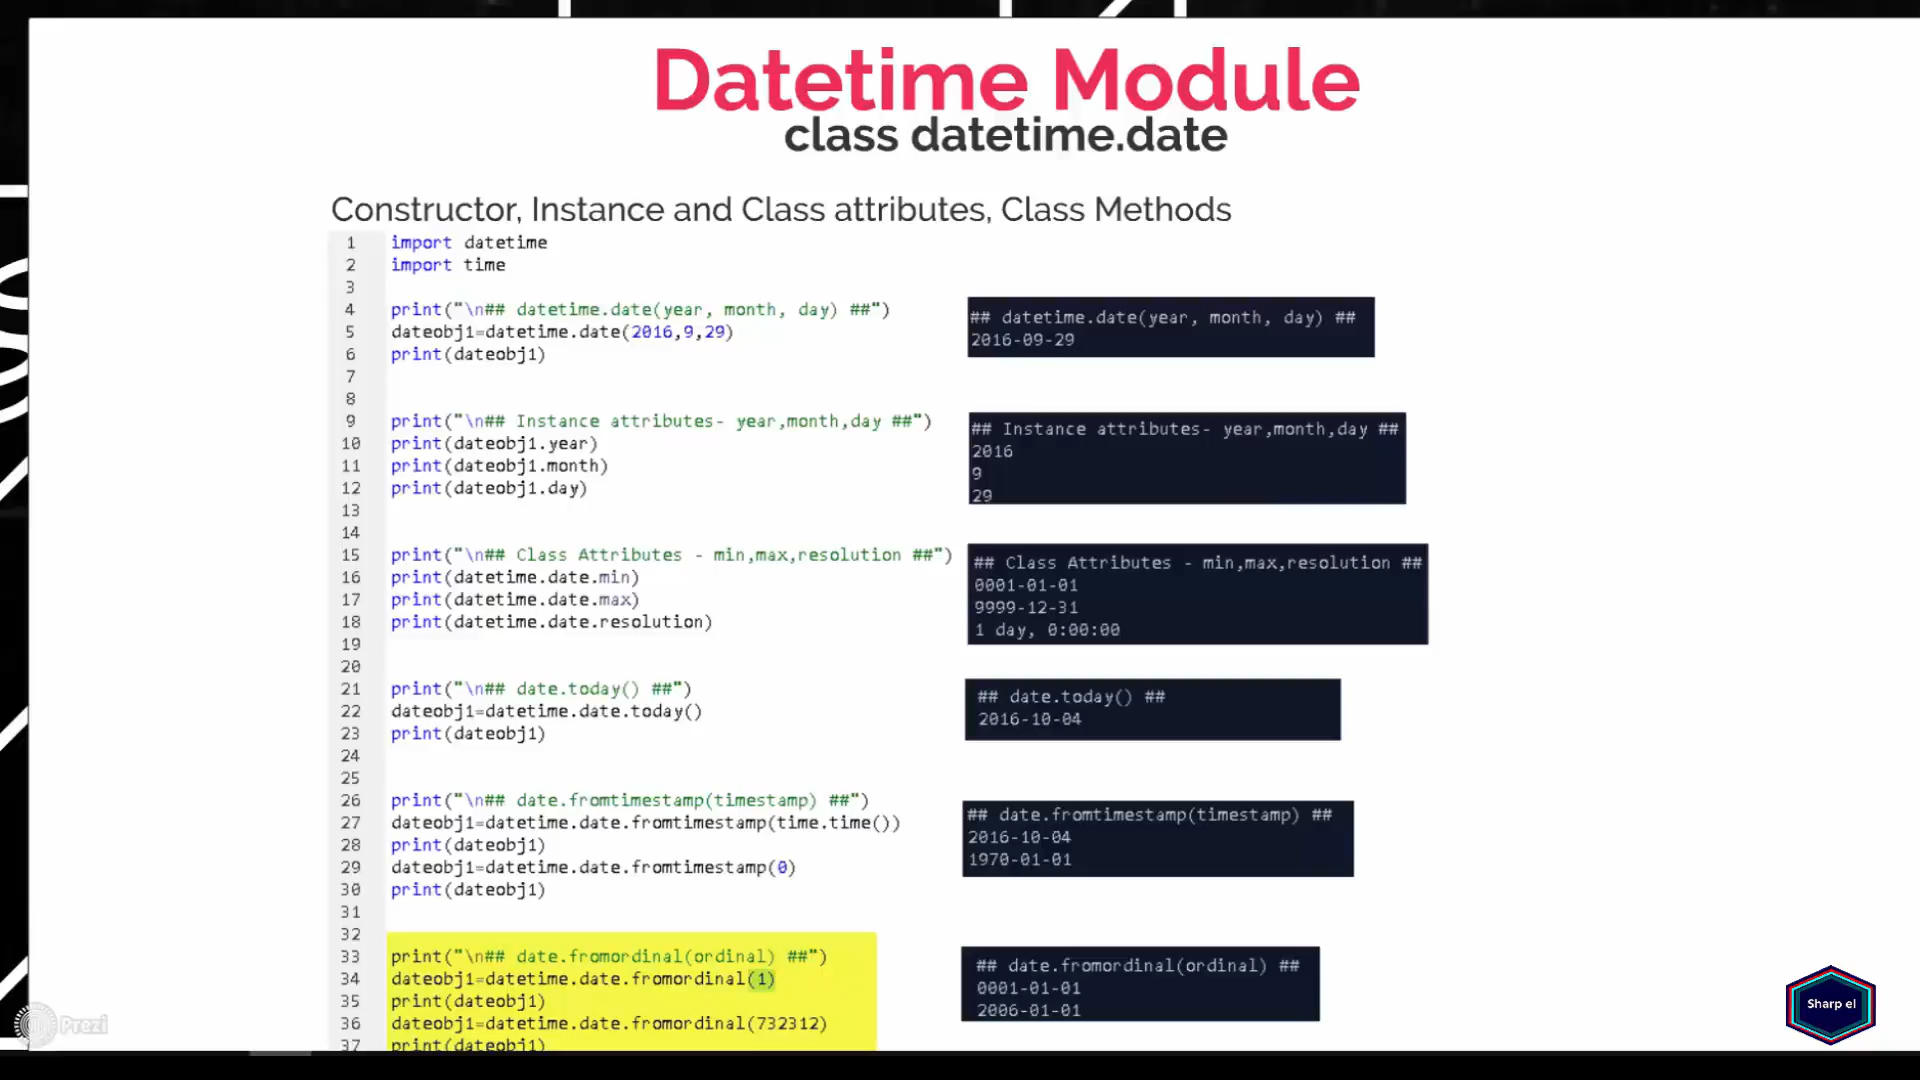 Datetime Module
class datetime.date
Constructor, Instance and Class attributes, Class Methods
1 import datetime
2 import time
3
4 print("\n## datetime.date(year, month, day) ##")
5 dateobj1=datetime.date(2016,9,29)
6 print(dateobj1)
7
8
9 print("\n## Instance attributes- year,month,day ##")
10 print(dateobj1.year)
11 print(dateobj1.month)
12 print(dateobj1.day)
13
14
15 print("\n## Class Attributes - min,max,resolution ##")
16 print(datetime.date.min)
17 print(datetime.date.max)
18 print(datetime.date.resolution)
19
20
21 print("\n## date.today() ##")
22 dateobj1=datetime.date.today()
23 print(dateobj1)
24
25
26 print("\n## date.fromtimestamp(timestamp) ##")
27 dateobj1=datetime.date.fromtimestamp(time.time())
28 print(dateobj1)
29 dateobj1=datetime.date.fromtimestamp(0)
30 print(dateobj1)
31
32
33 print("\n## date.fromordinal(ordinal) ##")
34 dateobj1=datetime.date.fromordinal(1)
35 print(dateobj1)
36 dateobj1=datetime.date.fromordinal(732312)
37 print(dateobj1)
## datetime.date(year, month, day) ##
2016-09-29
## Instance attributes- year,month,day ##
2016
9
29
## Class Attributes - min,max,resolution ##
0001-01-01
9999-12-31
1 day, 0:00:00
## date.today() ##
2016-10-04
## date.fromtimestamp(timestamp) ##
2016-10-04
1970-01-01
## date.fromordinal(ordinal) ##
0001-01-01
2006-01-01
Prezi
Sharp el